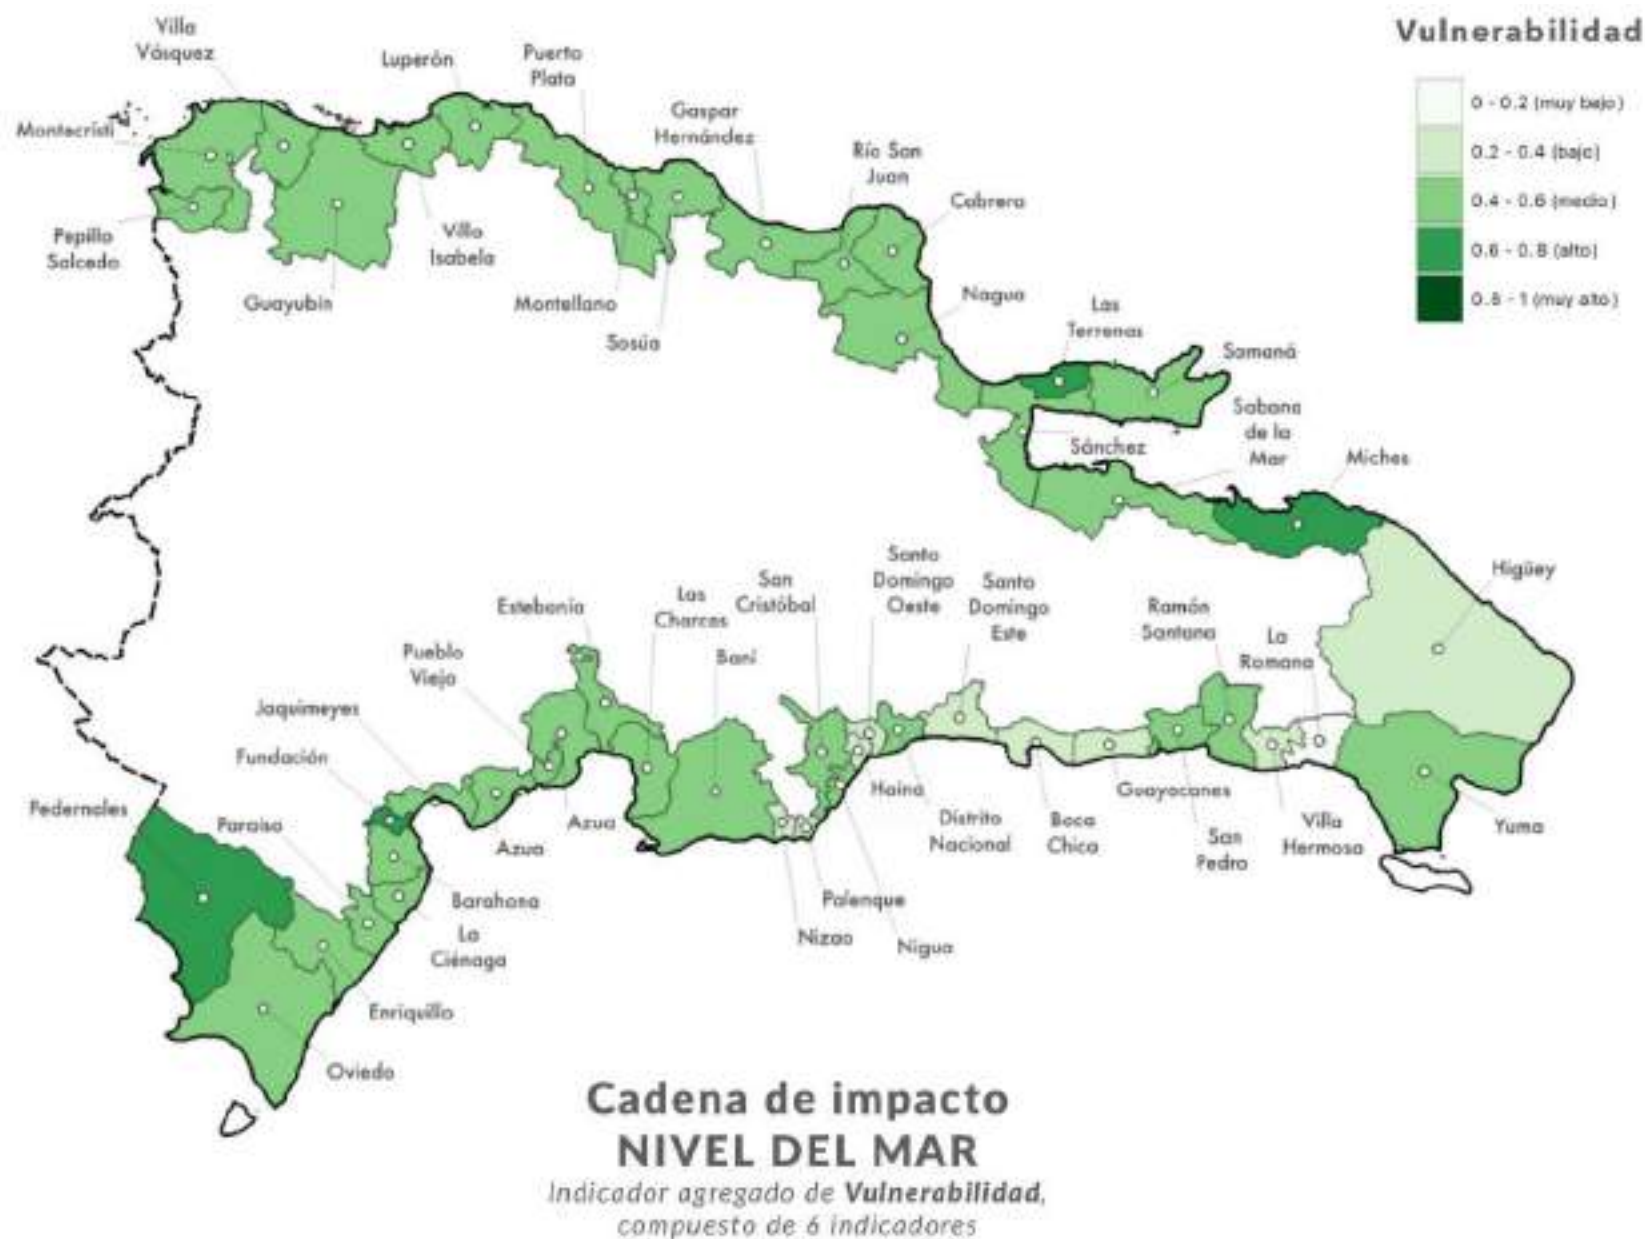 Vulnerabilidad
0 - 0.2 (muy bajo)
0.2 - 0.4 (bajo)
0.4 - 0.6 (medio)
0.6 - 0.8 (alto)
0.8 - 1 (muy alto)
Villa
Vásquez
Luperón
Puerto
Plata
Montecristi
Gaspar
Hernández
Río San
Juan
Cabrera
Pepillo
Salcedo
Villa
Isabela
Guayubín
Montellano
Sosúa
Nagua
Las
Terrenas
Samaná
Sabana
de la
Mar
Sánchez
Miches
Higüey
Santo
Domingo
Oeste
Santo
Domingo
Este
San
Cristóbal
Las
Charcas
Estebanía
Ramón
Santana
La
Romana
Baní
Pueblo
Viejo
Jaquimeyes
Fundación
Pedernales
Paraiso
Azua
Azua
Haina
Distrito
Nacional
Boca
Chica
Guayacanes
San
Pedro
Villa
Hermosa
Yuma
Barahona
La
Ciénaga
Palenque
Nizao
Nigua
Enriquillo
Oviedo
Cadena de impacto
NIVEL DEL MAR
Indicador agregado de Vulnerabilidad,
compuesto de 6 indicadores